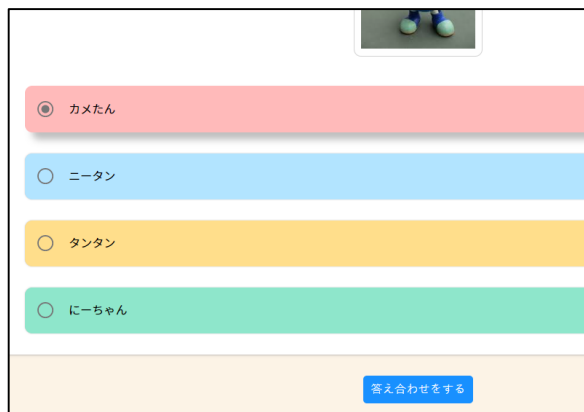 カメたん
ニータン
タンタン
にーちゃん
答え合わせをする